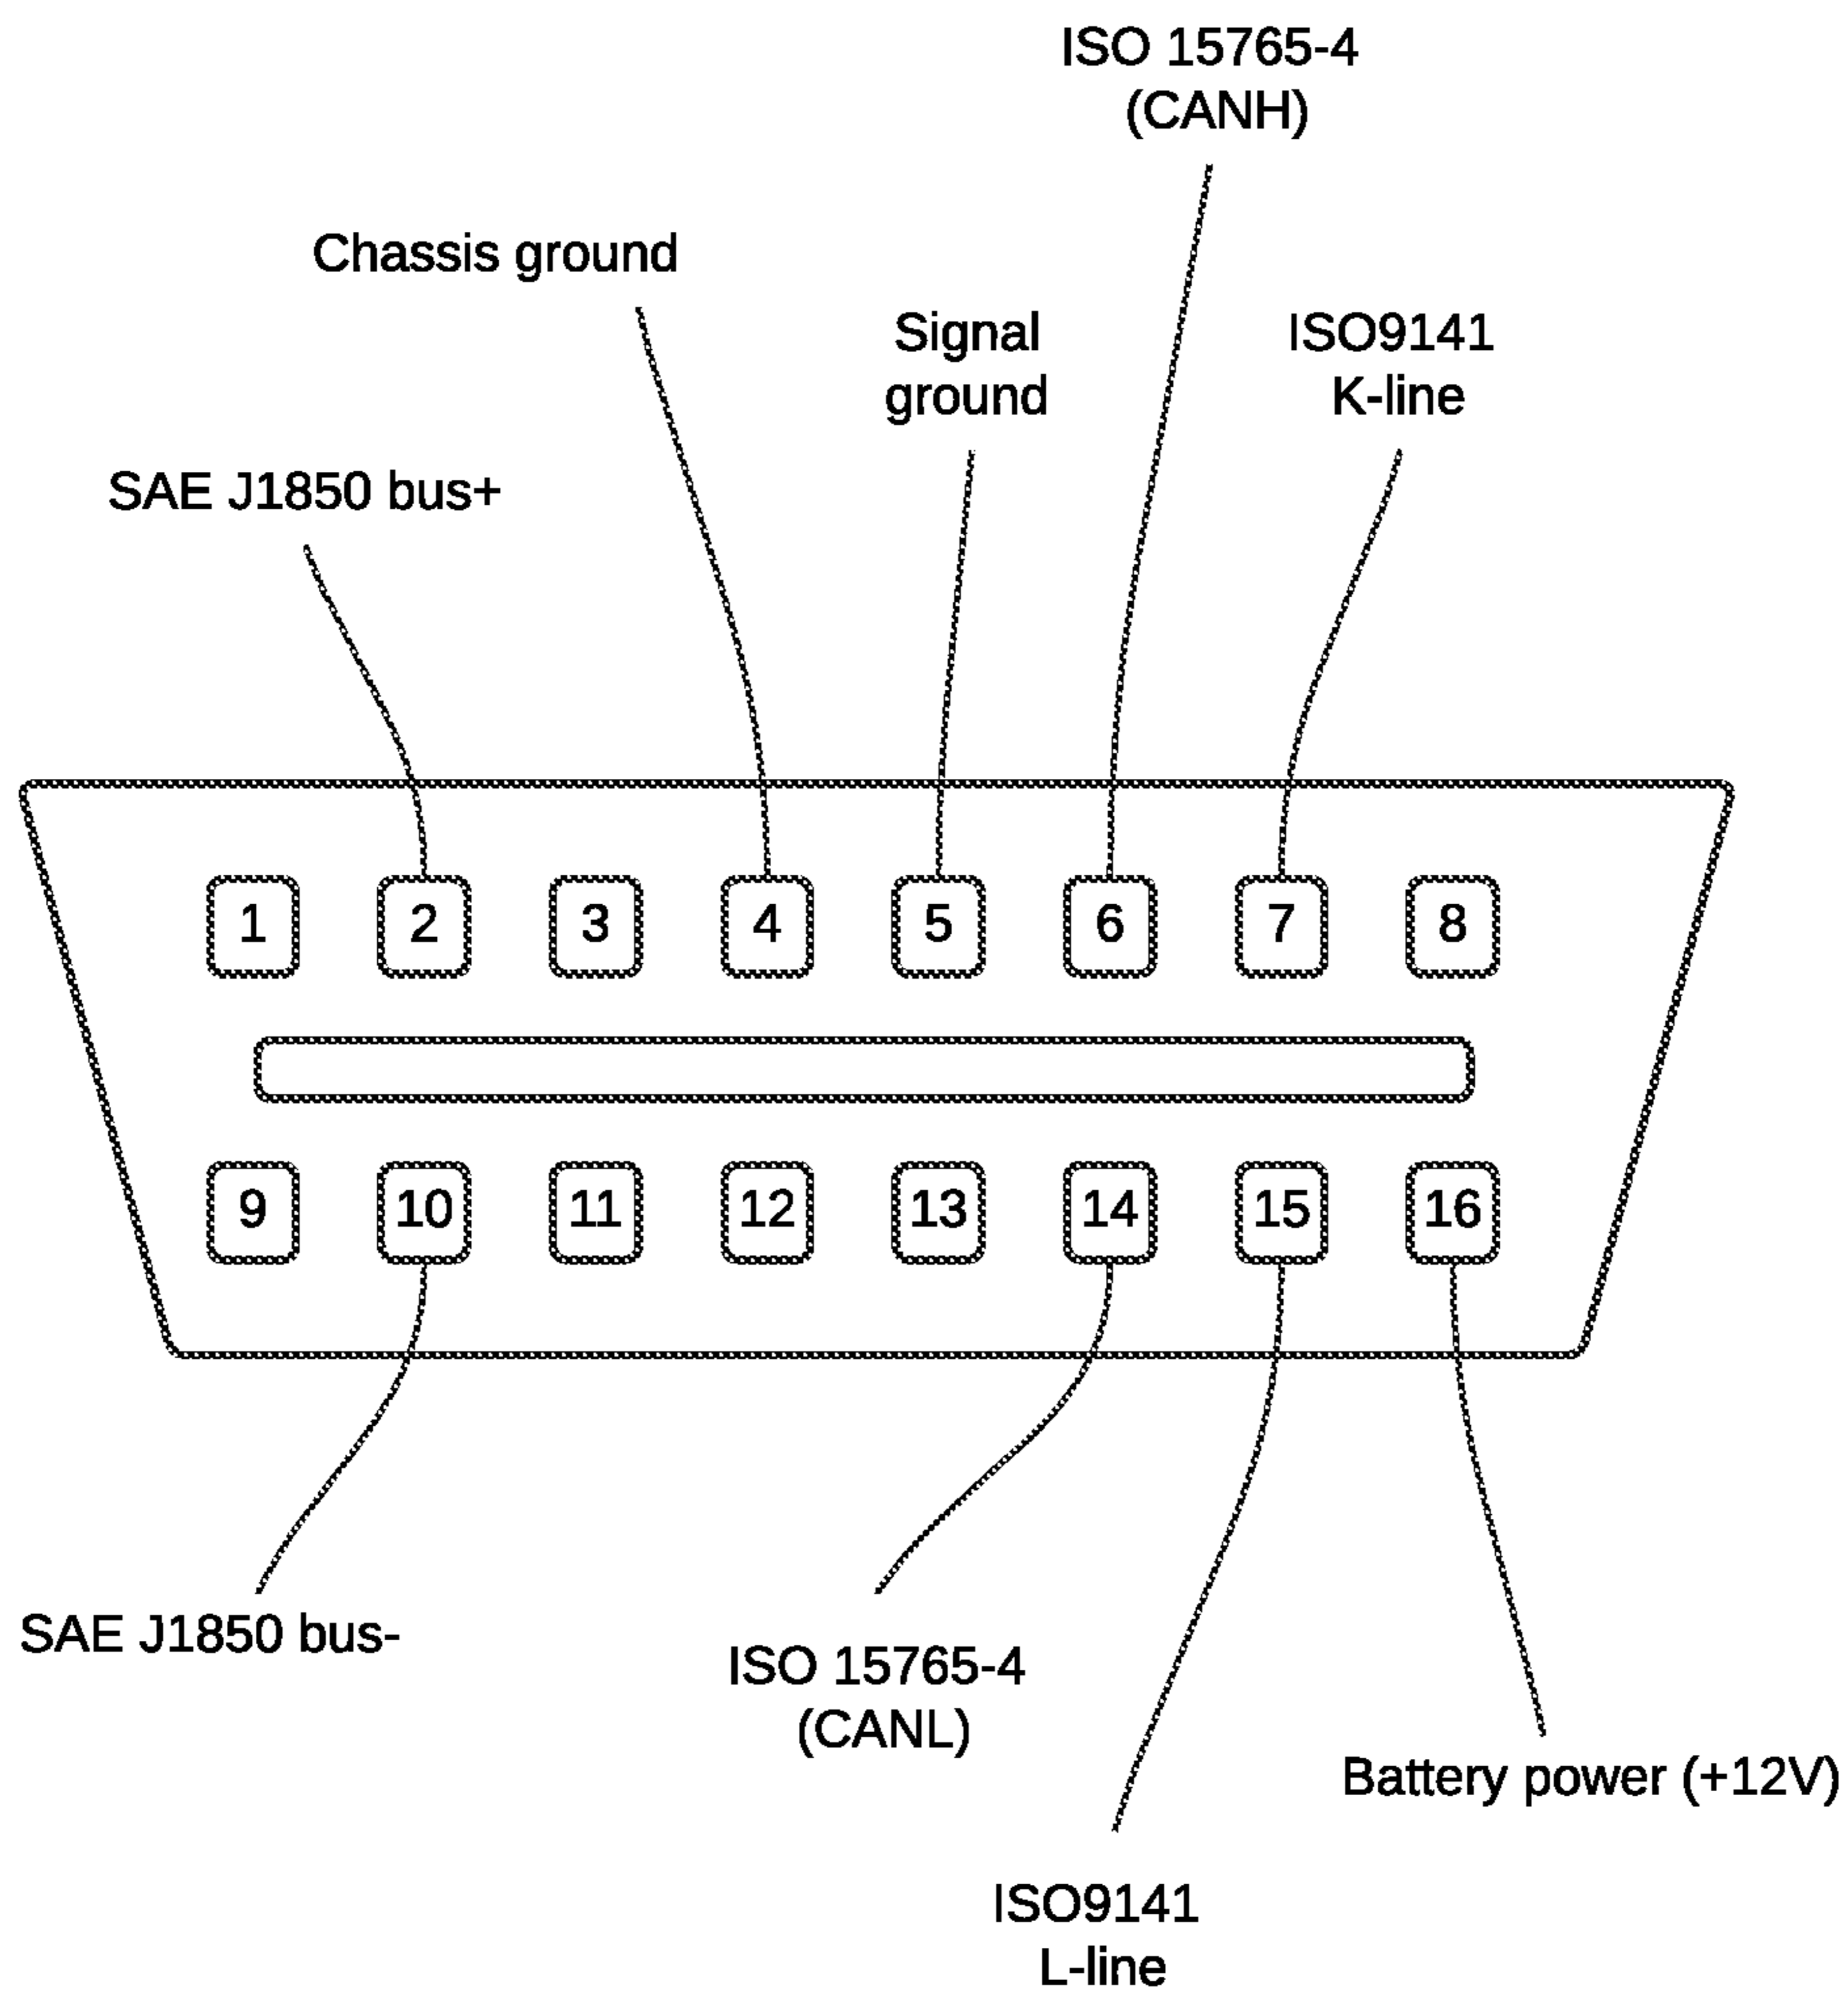 ISO 15765-4
(CANH)
Chassis ground
Signal
ground
ISO9141
K-line
SAE J1850 bus+
1 2 3 4 5 6 7 8
9 10 11 12 13 14 15 16
SAE J1850 bus-
ISO 15765-4
(CANL)
Battery power (+12V)
ISO9141
L-line